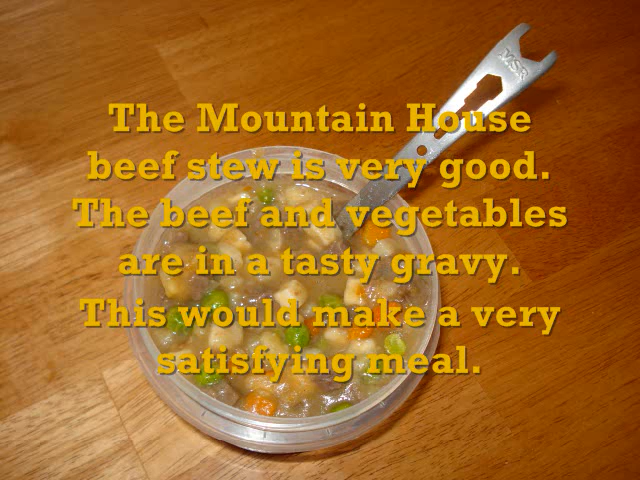 MSR
The Mountain House
beef stew is very good.
The beef and vegetables
are in a tasty gravy.
This would make a very
satisfying meal.